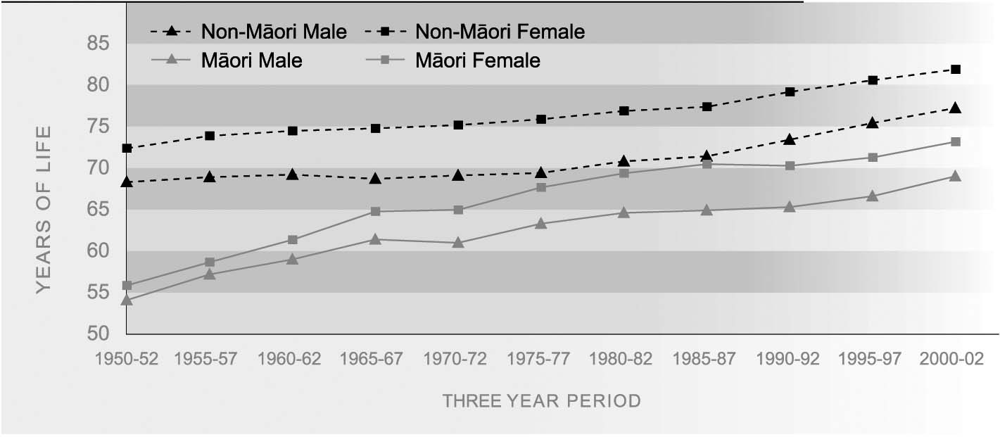 Non-Māori Male Non-Māori Female
Māori Male Māori Female
85
80
75
70
65
60
55
50
YEARS OF LIFE
1950-52 1955-57 1960-62 1965-67 1970-72 1975-77 1980-82 1985-87 1990-92 1995-97 2000-02
THREE YEAR PERIOD